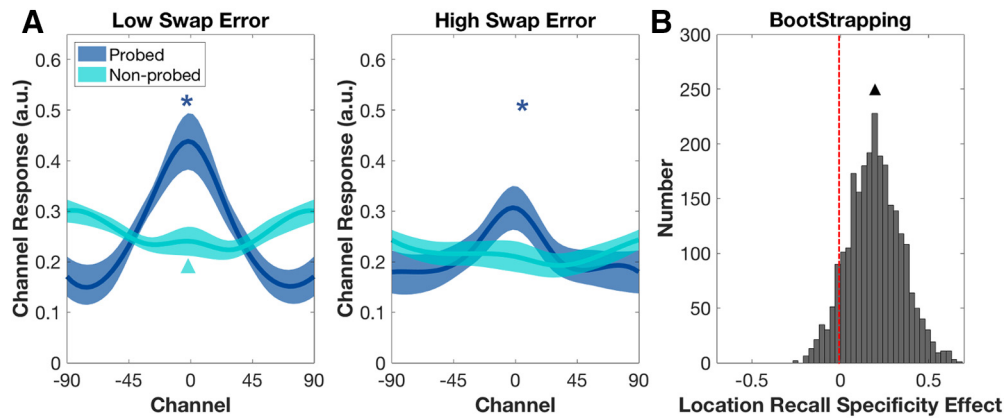 A
Low Swap Error
Probed
Non-probed
*
Channel Response (a.u.)
0.6
0.5
0.4
0.3
0.2
0.1
0
-90
-45
0
45
90
Channel
High Swap Error
*
Channel Response (a.u.)
0.6
0.5
0.4
0.3
0.2
0.1
0
-90
-45
0
45
90
Channel
B
BootStrapping
Number
300
250
200
150
100
50
0
-0.5
0
0.5
Location Recall Specificity Effect